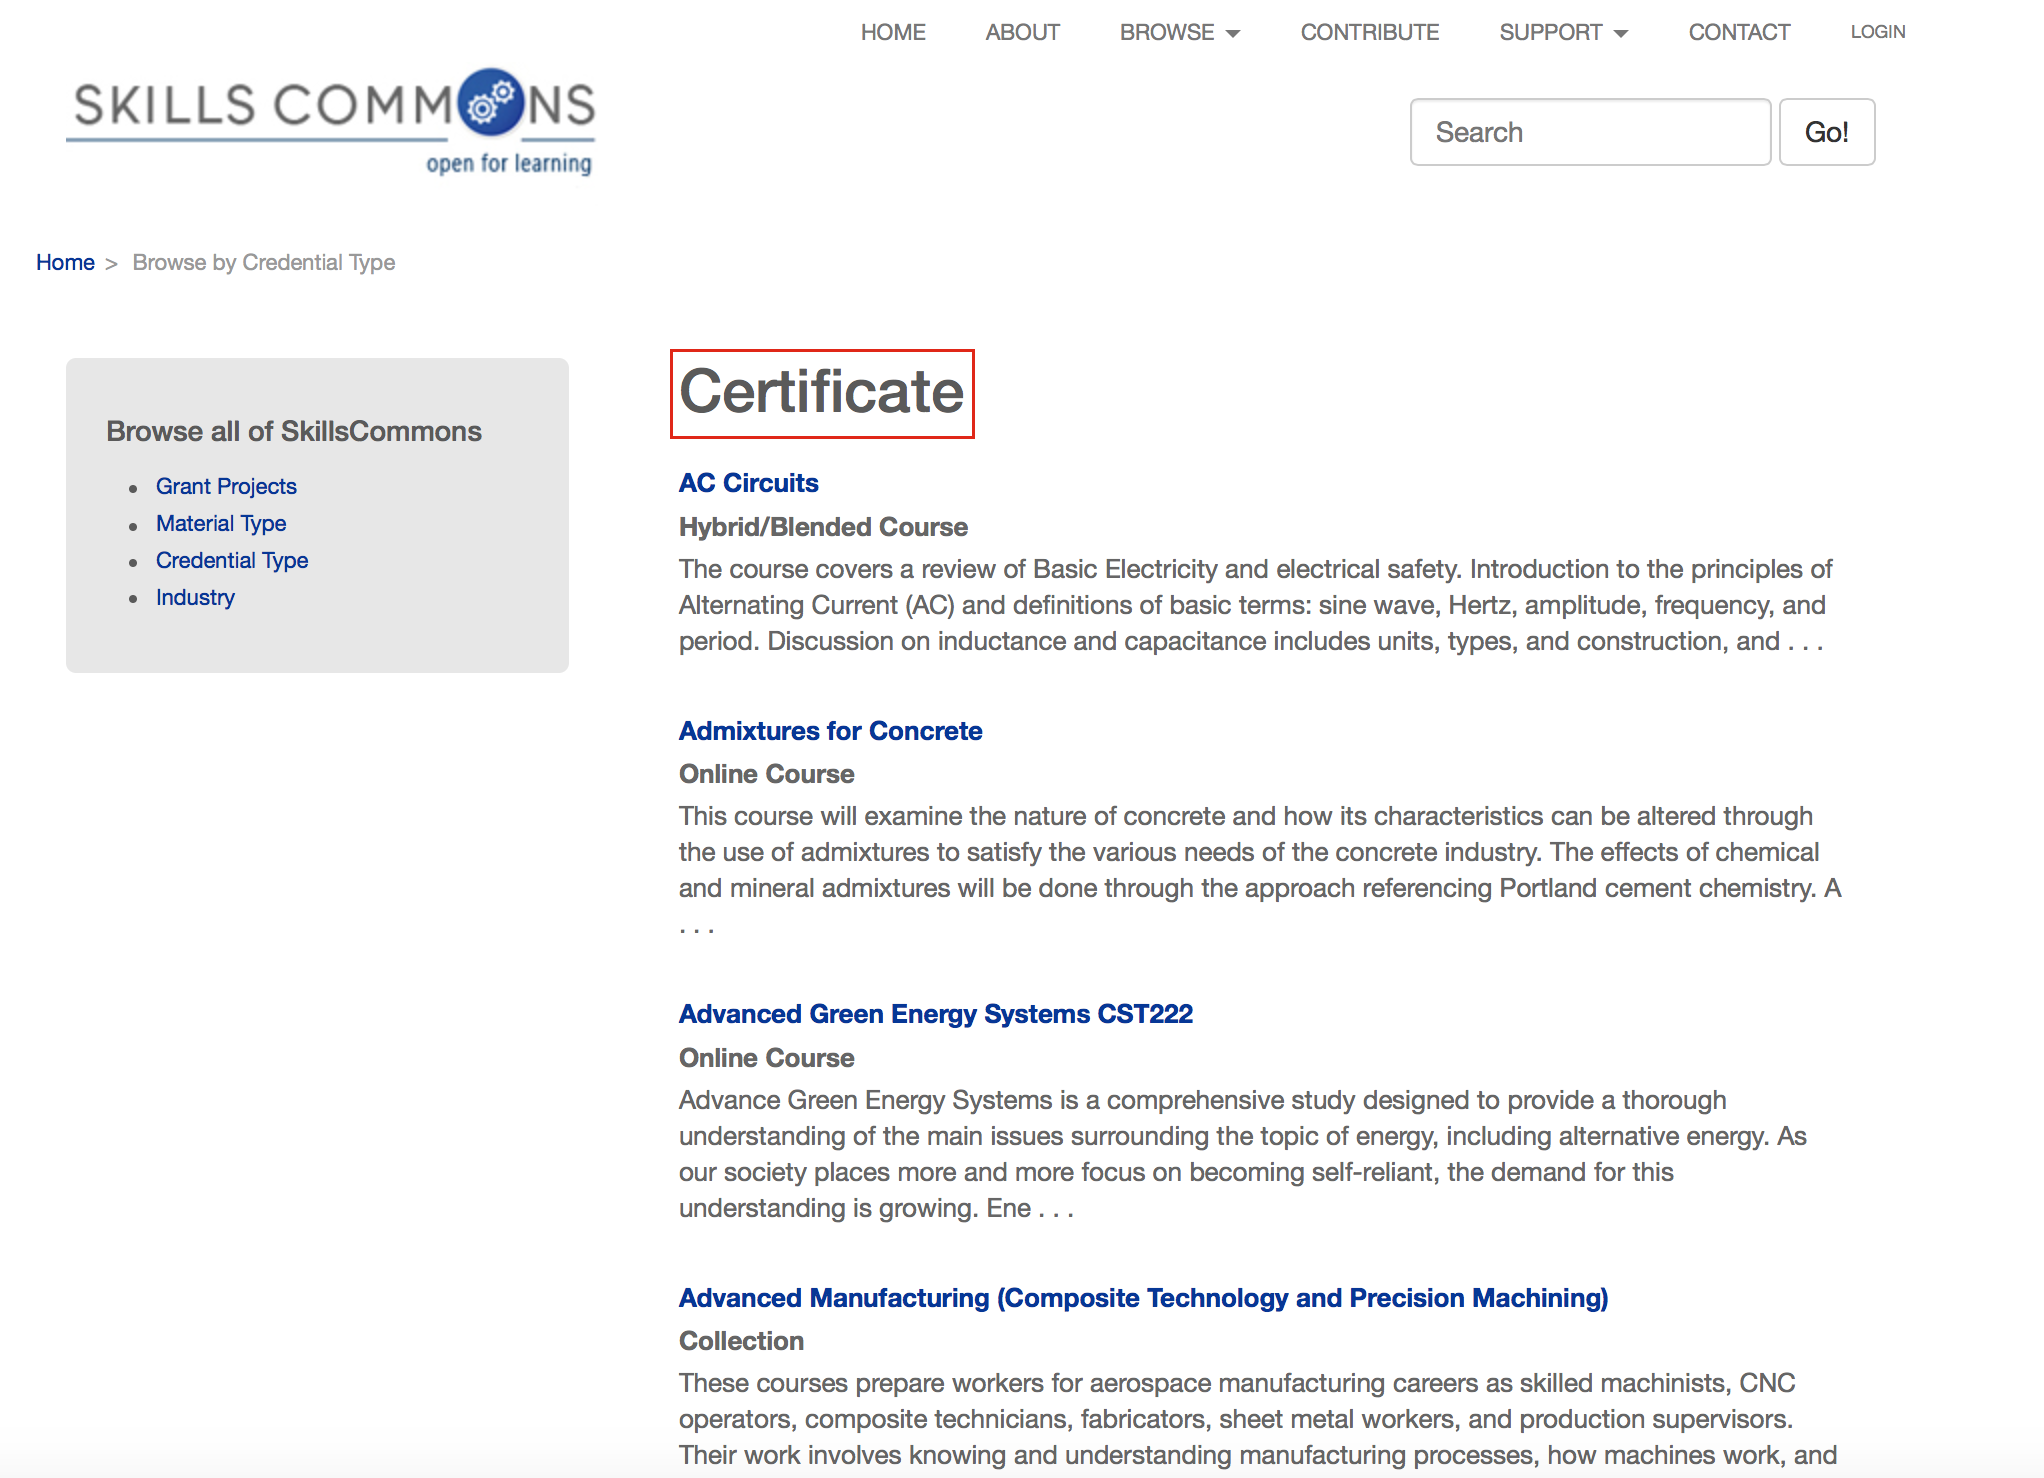 HOME ABOUT BROWSE CONTRIBUTE SUPPORT CONTACT LOGIN
SKILLS COMMONS
open for learning
Search Go!
Home > Browse by Credential Type
Browse all of SkillsCommons
Grant Projects
Material Type
Credential Type
Industry
Certificate
AC Circuits
Hybrid/Blended Course
The course covers a review of Basic Electricity and electrical safety. Introduction to the principles of
Alternating Current (AC) and definitions of basic terms: sine wave, Hertz, amplitude, frequency, and
period. Discussion on inductance and capacitance includes units, types, and construction, and . . .
Admixtures for Concrete
Online Course
This course will examine the nature of concrete and how its characteristics can be altered through
the use of admixtures to satisfy the various needs of the concrete industry. The effects of chemical
and mineral admixtures will be done through the approach referencing Portland cement chemistry. A
. . .
Advanced Green Energy Systems CST222
Online Course
Advance Green Energy Systems is a comprehensive study designed to provide a thorough
understanding of the main issues surrounding the topic of energy, including alternative energy. As
our society places more and more focus on becoming self-reliant, the demand for this
understanding is growing. Ene . . .
Advanced Manufacturing (Composite Technology and Precision Machining)
Collection
These courses prepare workers for aerospace manufacturing careers as skilled machinists, CNC
operators, composite technicians, fabricators, sheet metal workers, and production supervisors.
Their work involves knowing and understanding manufacturing processes, how machines work, and